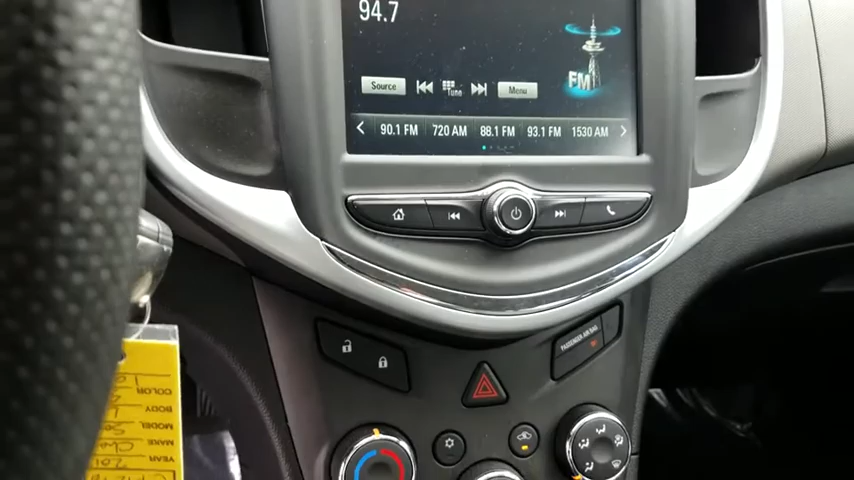 94.7
Source Tune Menu
FM
90.1 FM 720 AM 88.1 FM 93.1 FM 1530 AM
PASSENGER AIR BAG
COLOR
BODY
MODEL
MAKE
YEAR